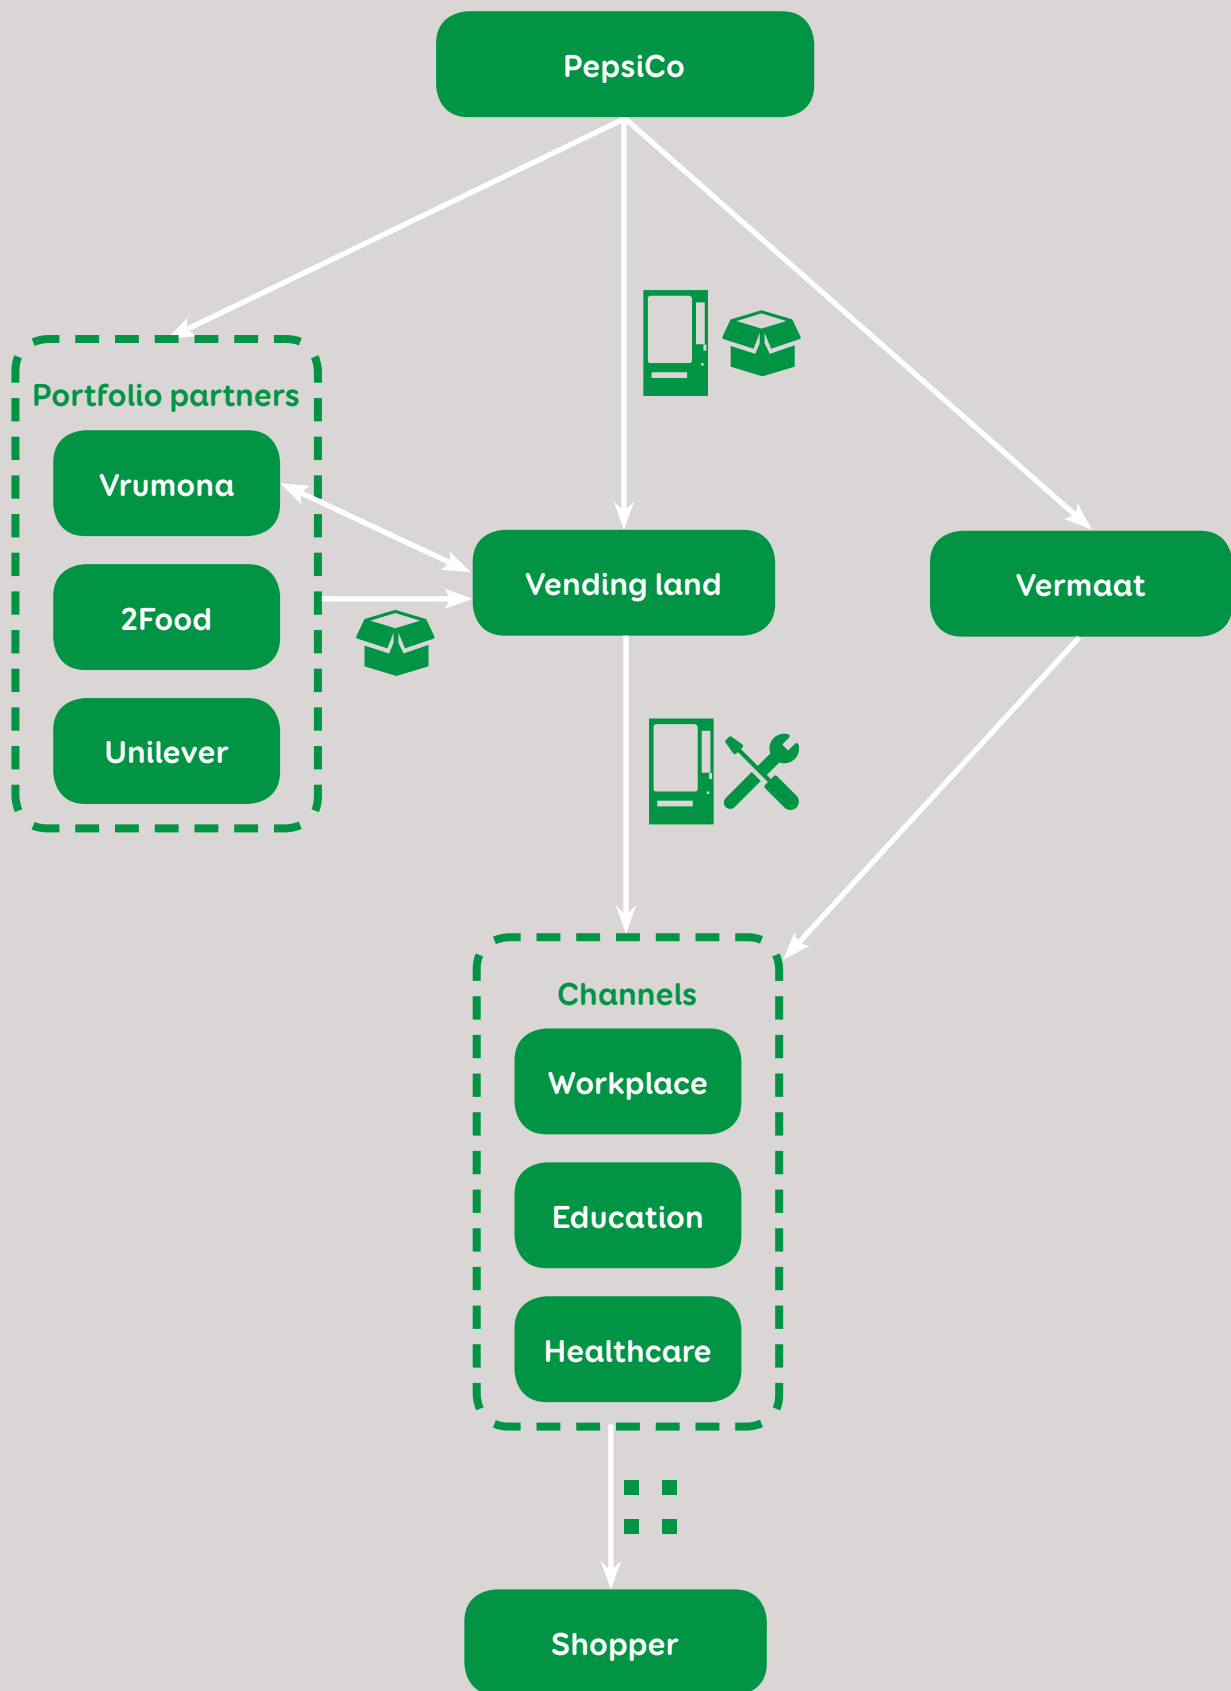 PepsiCo
Portfolio partners
Vrumona
2Food
Unilever
Vending land
Vermaat
Channels
Workplace
Education
Healthcare
Shopper